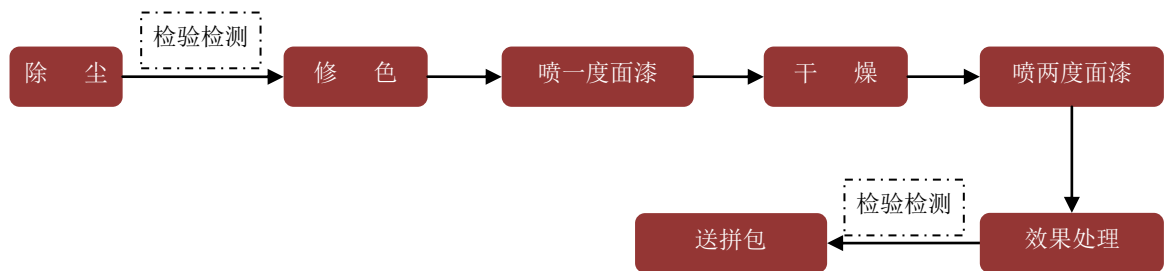 检验检测
除 尘
修 色
喷一度面漆
干 燥
喷两度面漆
检验检测
送拼包
效果处理